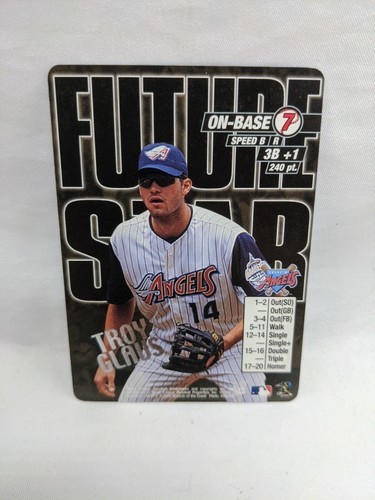 FUTURE
STAR
ON-BASE 7
SPEED B R
3B +1
240 pt.
ANGELS
14
ANGELS
TROY
GLAUS
1–2 Out(SO)
— Out(GB)
3–4 Out(FB)
5–11 Walk
12–14 Single
— Single+
15–16 Double
— Triple
17–20 Homer